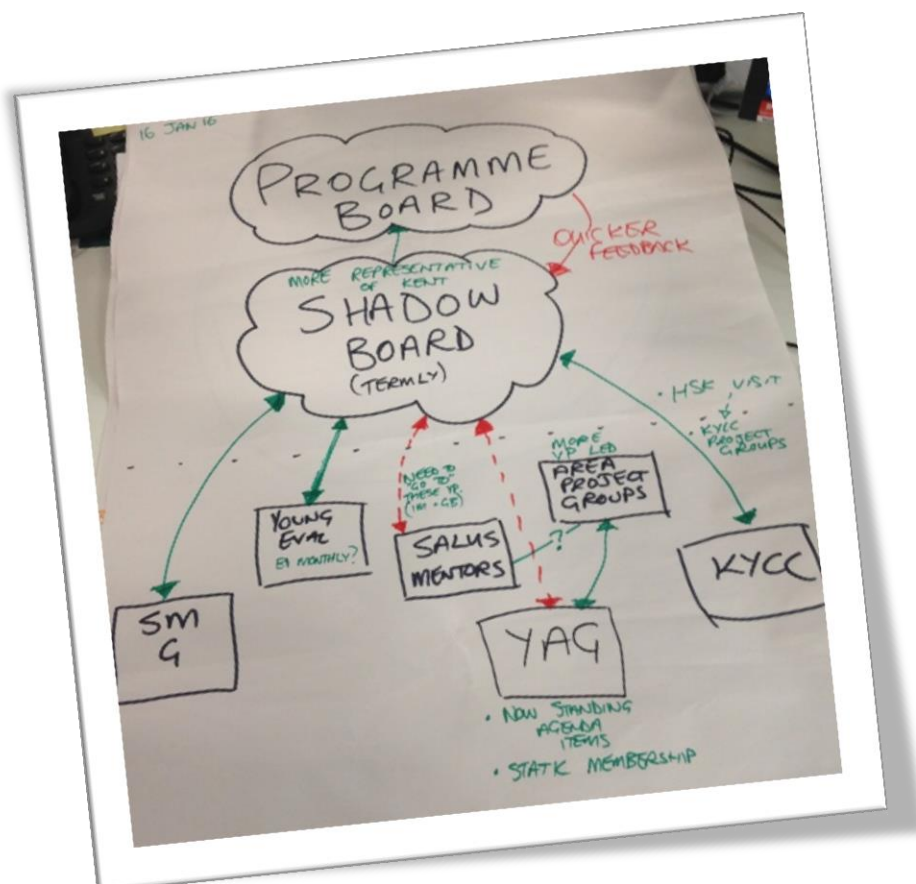 16 JAN 16
PROGRAMME
BOARD
QUICKER
FEEDBACK
MORE REPRESENTATIVE
OF KENT
SHADOW
BOARD
(TERMLY)
• HSK VISIT
KYCC
PROJECT
GROUPS
NEED TO
GO TO
THESE YP
MORE
YP LED
AREA
PROJECT
GROUPS
YOUNG
EVAL
MONTHLY?
SALUS
MENTORS
?
KYCC
SM
G
YAG
• NOW STANDING
AGENDA
ITEMS
• STATIC MEMBERSHIP